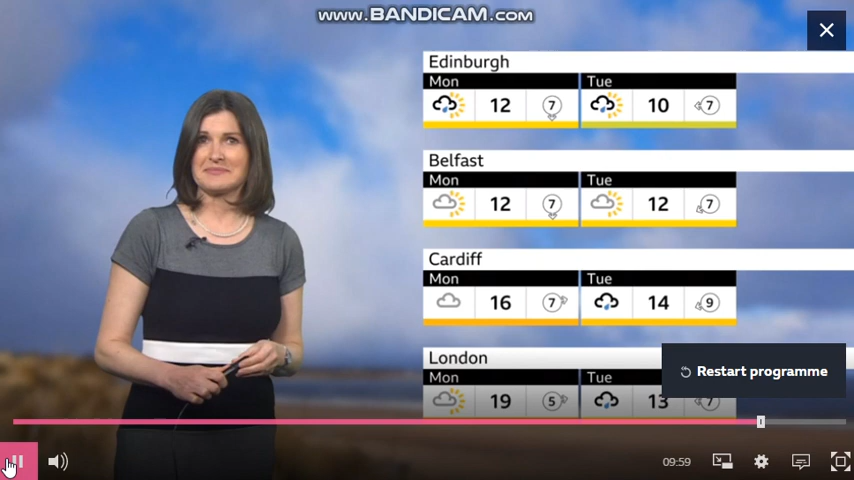 www.BANDICAM.com
Edinburgh
Mon Tue
12 7 10 7
Belfast
Mon Tue
12 7 12 7
Cardiff
Mon Tue
16 7 14 9
London
Restart programme
Mon Tue
19 5 13 7
09:59